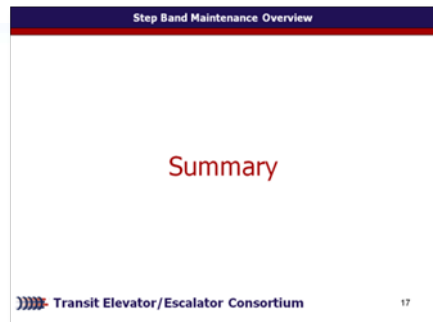 Step Band Maintenance Overview
Summary
Transit Elevator/Escalator Consortium
17